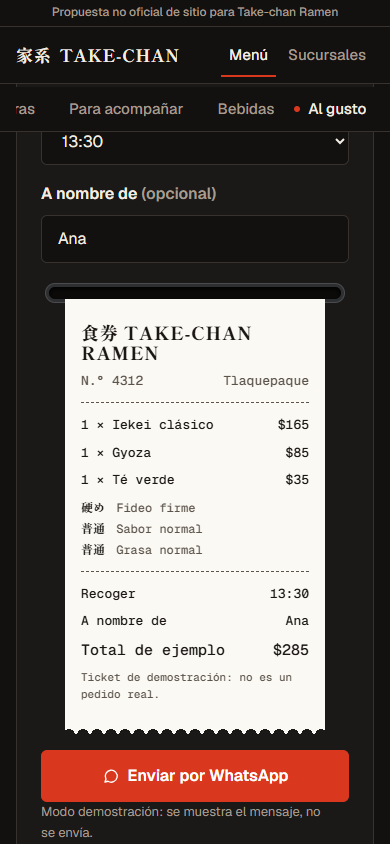 Propuesta no oficial de sitio para Take-chan Ramen
家系 TAKE-CHAN
Menú
Sucursales
ras
Para acompañar
Bebidas
Al gusto
13:30
A nombre de (opcional)
Ana
食券 TAKE-CHAN
RAMEN
N.° 4312
Tlaquepaque
1 × Iekei clásico
$165
1 × Gyoza
$85
1 × Té verde
$35
硬め Fideo firme
普通 Sabor normal
普通 Grasa normal
Recoger
13:30
A nombre de
Ana
Total de ejemplo
$285
Ticket de demostración: no es un
pedido real.
Enviar por WhatsApp
Modo demostración: se muestra el mensaje, no
se envía.